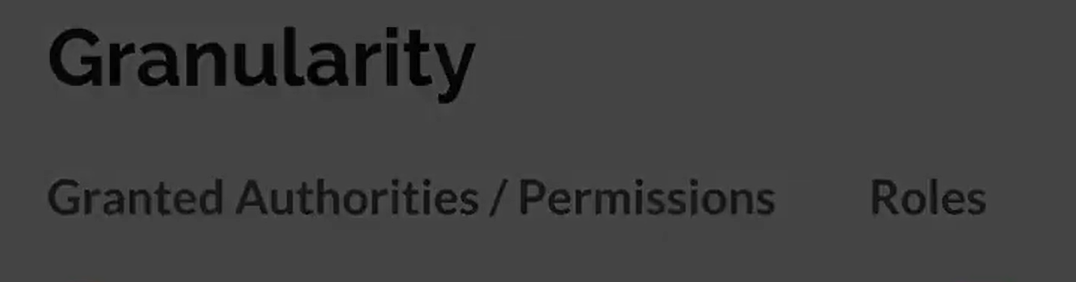 Granularity
Granted Authorities / Permissions Roles